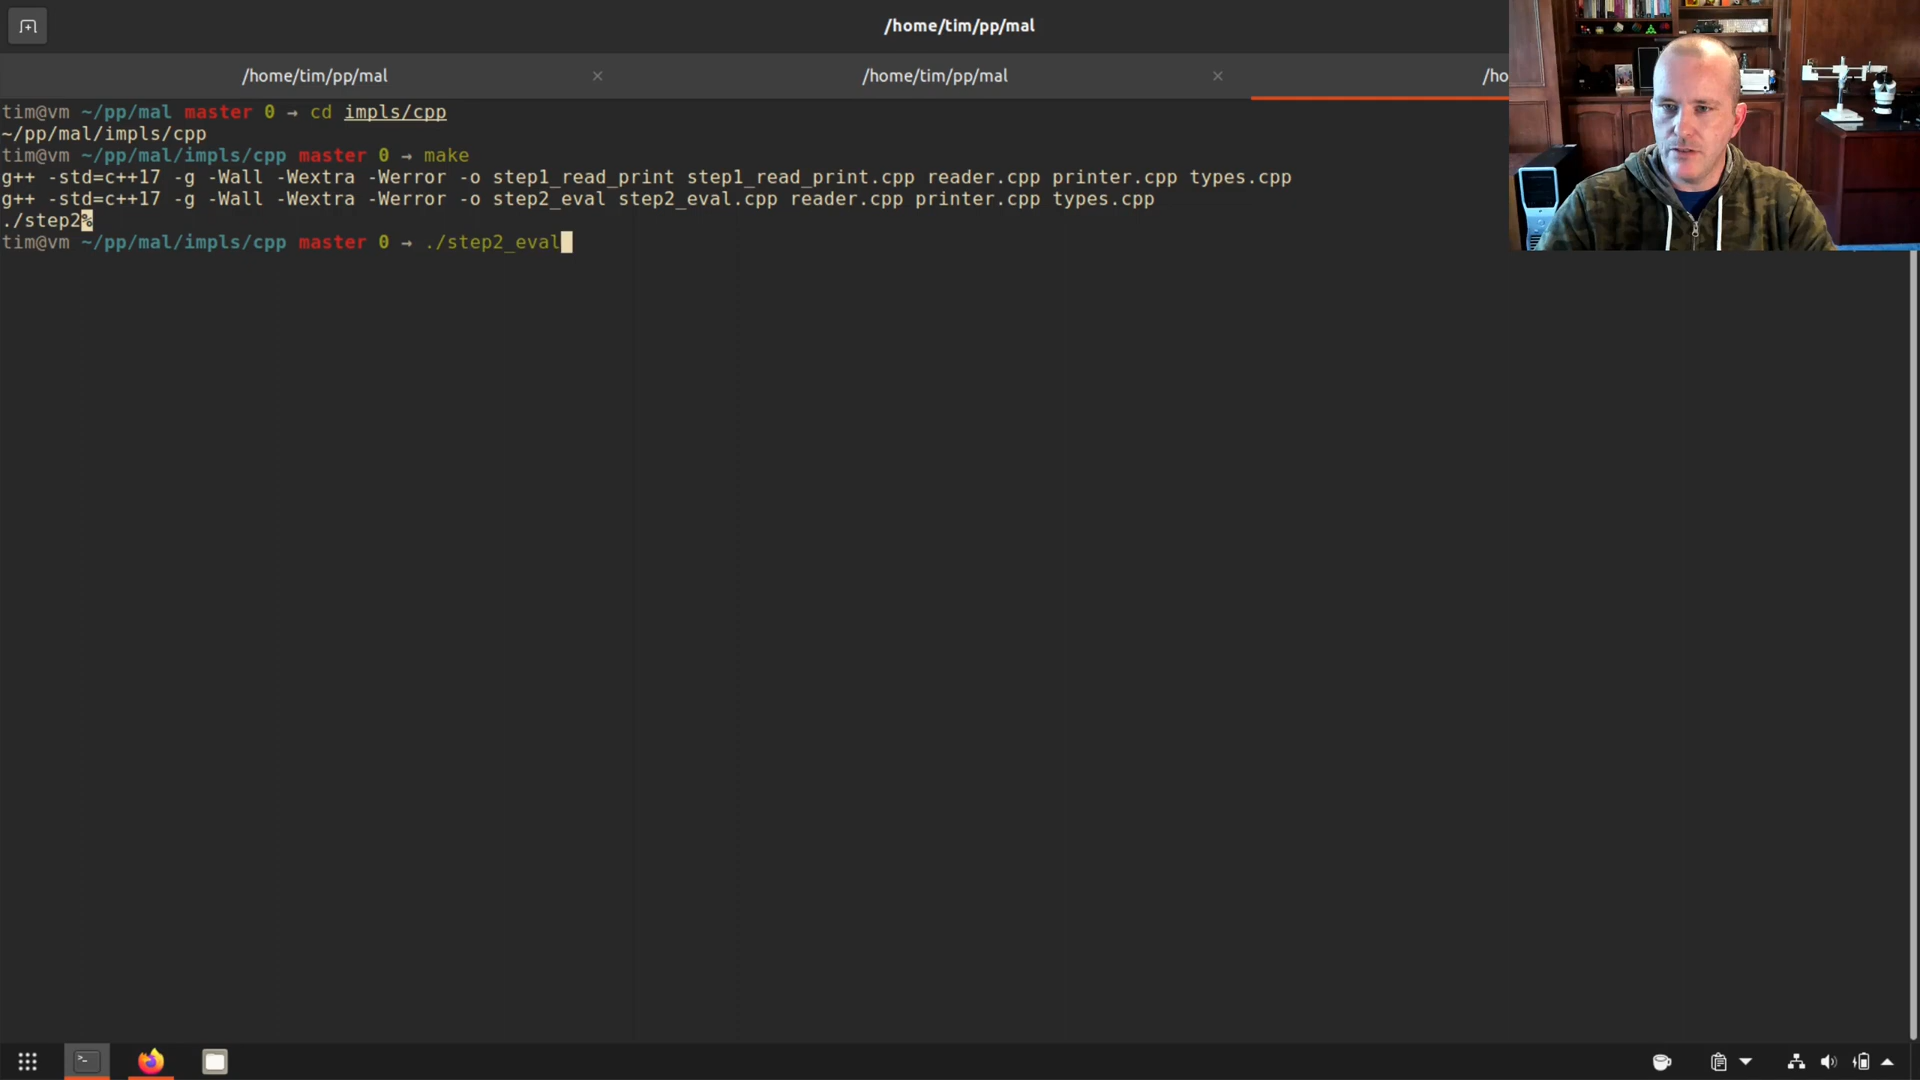 /home/tim/pp/mal
/home/tim/pp/mal
/home/tim/pp/mal
/ho
tim@vm ~/pp/mal master 0 → cd impls/cpp
~/pp/mal/impls/cpp
tim@vm ~/pp/mal/impls/cpp master 0 → make
g++ -std=c++17 -g -Wall -Wextra -Werror -o step1_read_print step1_read_print.cpp reader.cpp printer.cpp types.cpp
g++ -std=c++17 -g -Wall -Wextra -Werror -o step2_eval step2_eval.cpp reader.cpp printer.cpp types.cpp
./step2%
tim@vm ~/pp/mal/impls/cpp master 0 → ./step2_eval